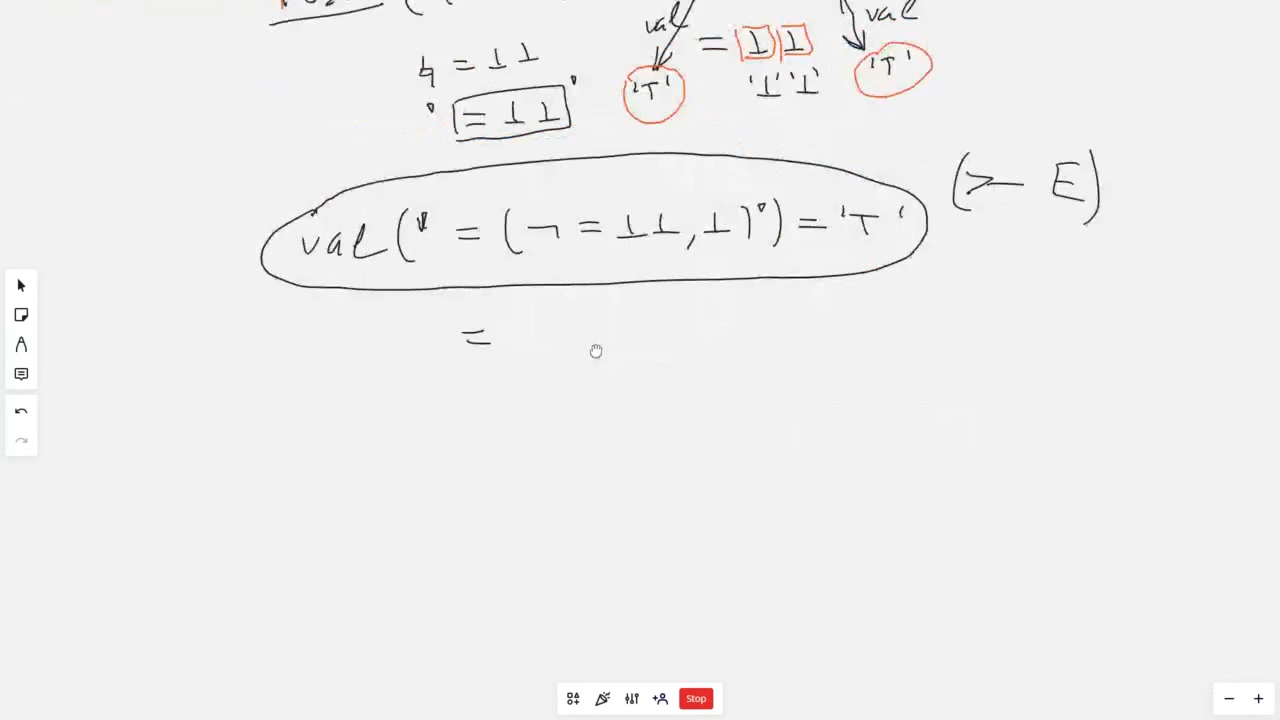 val val
= ⊥ ⊥
ϟ = ⊥ ⊥ 'T' '⊥' '⊥' 'T'
° = ⊥ ⊥ °
val(° = (¬ = ⊥⊥, ⊥)°) = 'T' (>— E)
=
Stop